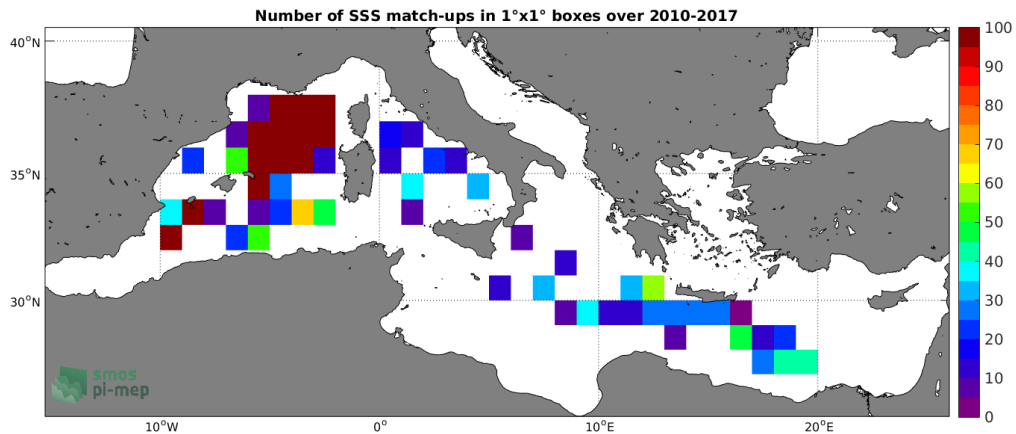 Number of SSS match-ups in 1°x1° boxes over 2010-2017
40°N
35°N
30°N
10°W
0°
10°E
20°E
100
90
80
70
60
50
40
30
20
10
0
smos
pi-mep